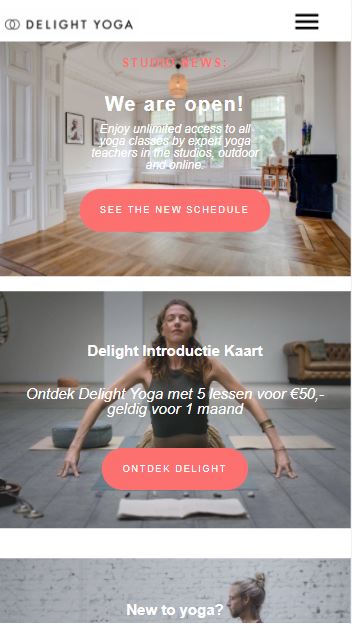 DELIGHT YOGA
STUDIO NEWS:
We are open!
Enjoy unlimited access to all
yoga classes by expert yoga
teachers in the studios, outdoor
and online.
SEE THE NEW SCHEDULE
Delight Introductie Kaart
Ontdek Delight Yoga met 5 lessen voor €50,-
geldig voor 1 maand
ONTDEK DELIGHT
New to yoga?